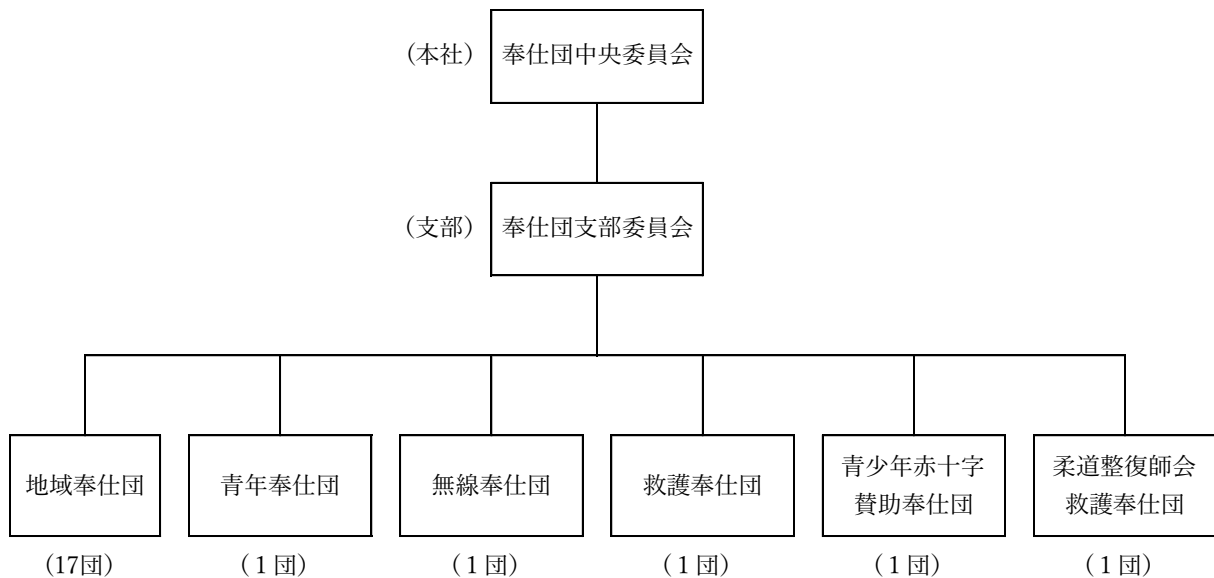 (本社) 奉仕団中央委員会
(支部) 奉仕団支部委員会
地域奉仕団
青年奉仕団
無線奉仕団
救護奉仕団
青少年赤十字
賛助奉仕団
柔道整復師会
救護奉仕団
(17団)
(1団)
(1団)
(1団)
(1団)
(1団)